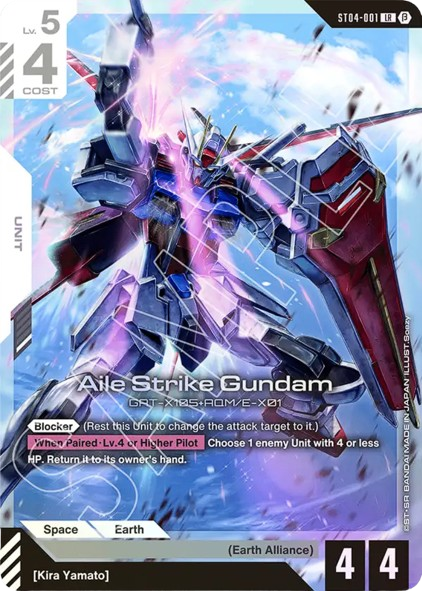 Lv. 5
4
COST
ST04-001 LR β
UNIT
Aile Strike Gundam
GAT-X105+AQM/E-X01
Blocker (Rest this Unit to change the attack target to it.)
When Paired･Lv.4 or Higher Pilot Choose 1 enemy Unit with 4 or less
HP. Return it to its owner's hand.
Space Earth
(Earth Alliance)
4 4
[Kira Yamato]
©ST･SR BANDAI MADE IN JAPAN ILLUST.Scazy